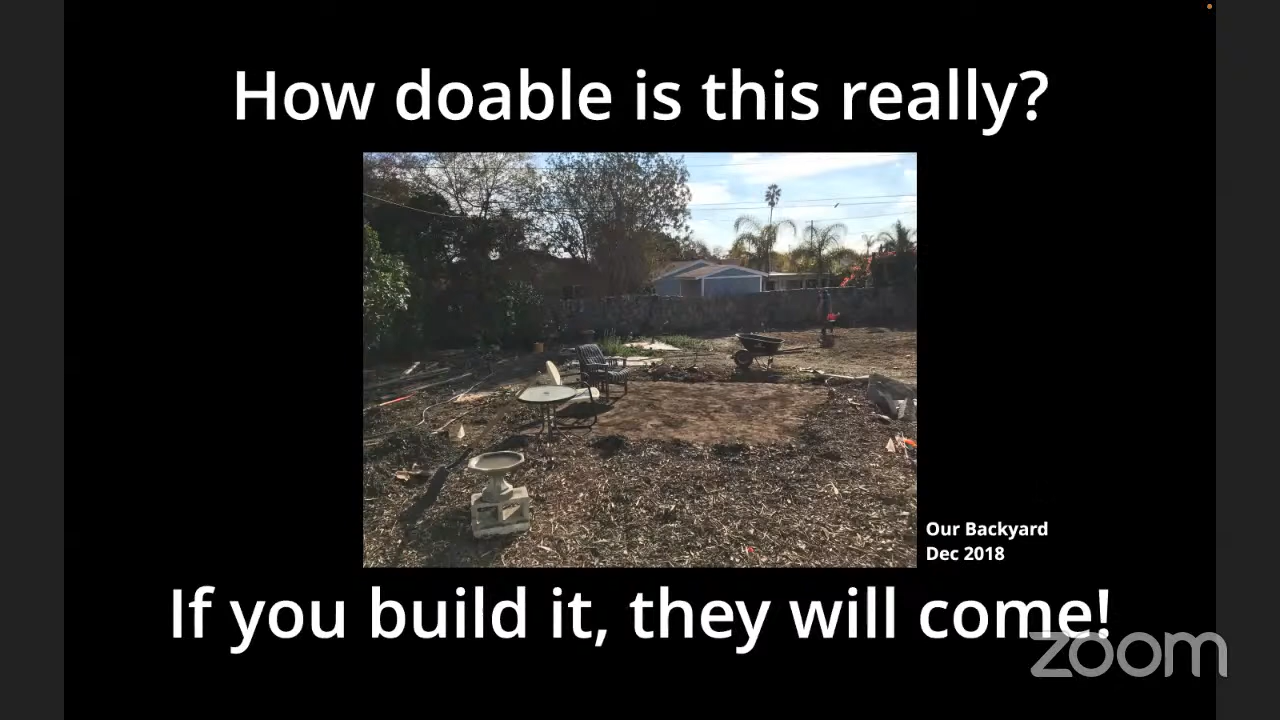 How doable is this really?
Our Backyard
Dec 2018
If you build it, they will come!
zoom